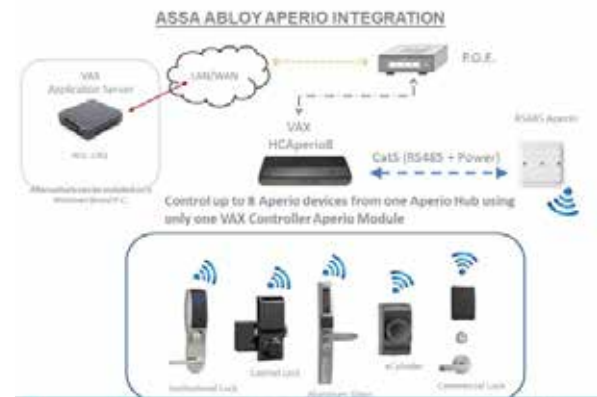 ASSA ABLOY APERIO INTEGRATION
VAX
Application Server
LAN/WAN
P.O.E.
VAX
HCAperio8
Cat5 (RS485 + Power)
RS485 Aperio
Control up to 8 Aperio devices from one Aperio Hub using
only one VAX Controller Aperio Module
Institutional Lock
Cabinet Lock
eCylinder
Commercial Lock